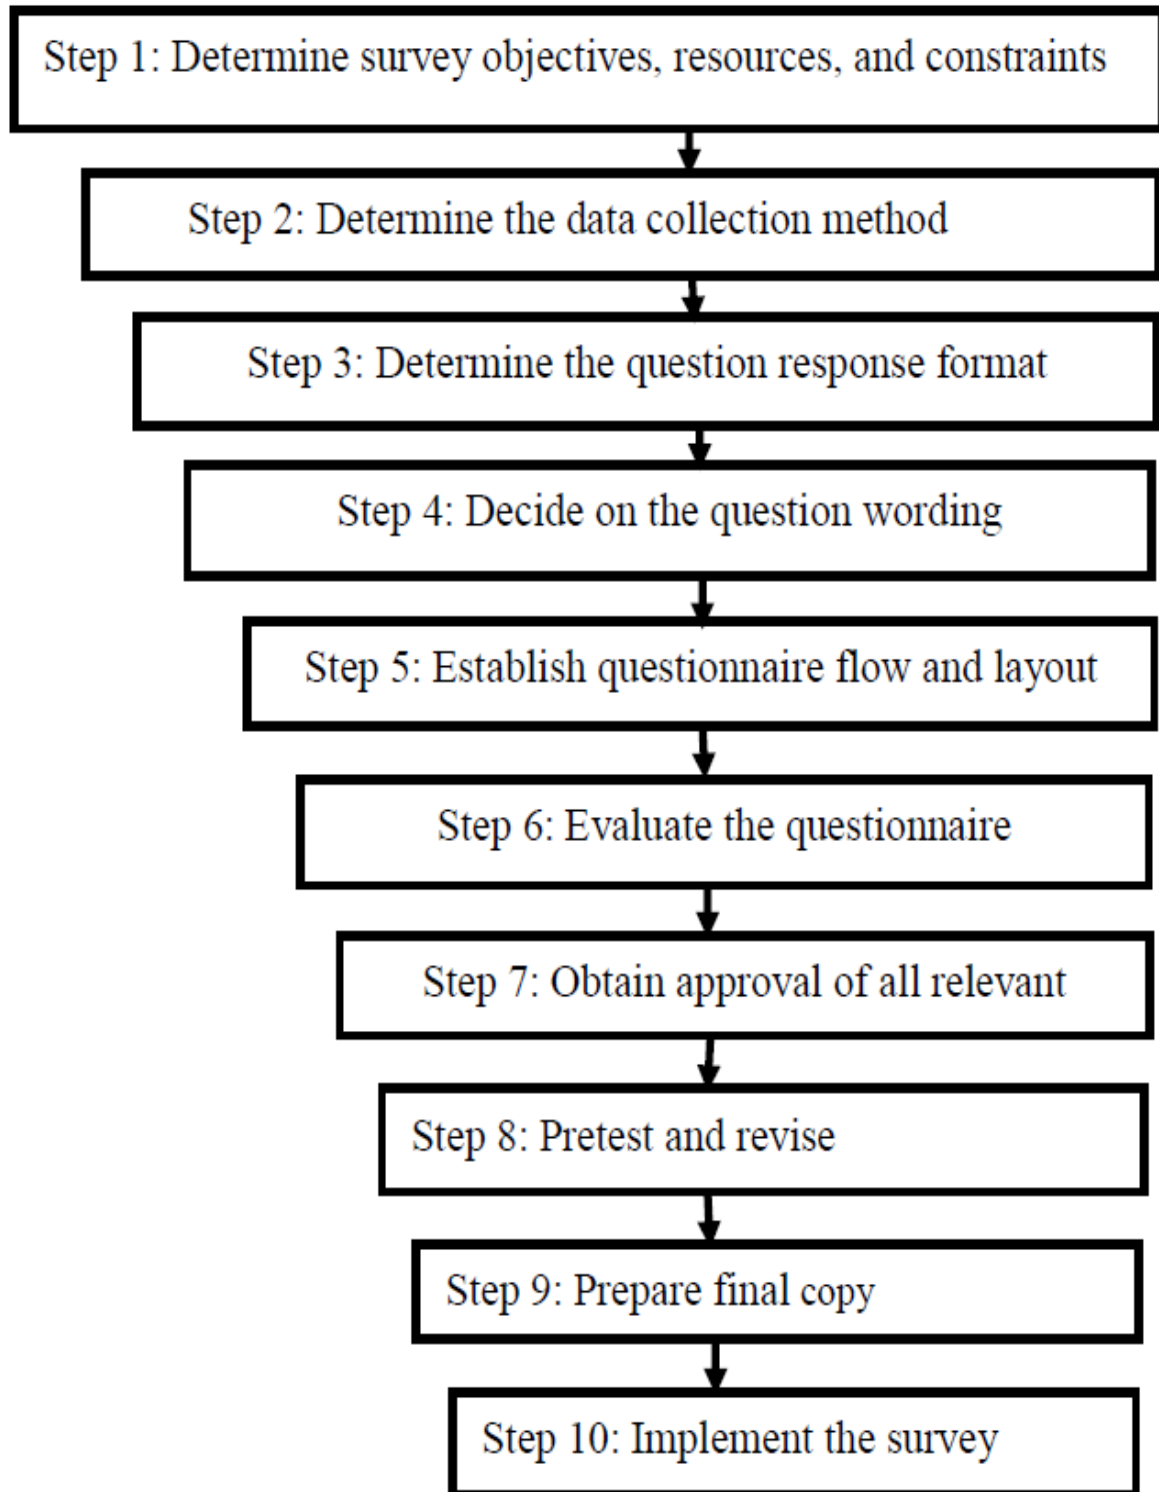 Step 1: Determine survey objectives, resources, and constraints
Step 2: Determine the data collection method
Step 3: Determine the question response format
Step 4: Decide on the question wording
Step 5: Establish questionnaire flow and layout
Step 6: Evaluate the questionnaire
Step 7: Obtain approval of all relevant
Step 8: Pretest and revise
Step 9: Prepare final copy
Step 10: Implement the survey